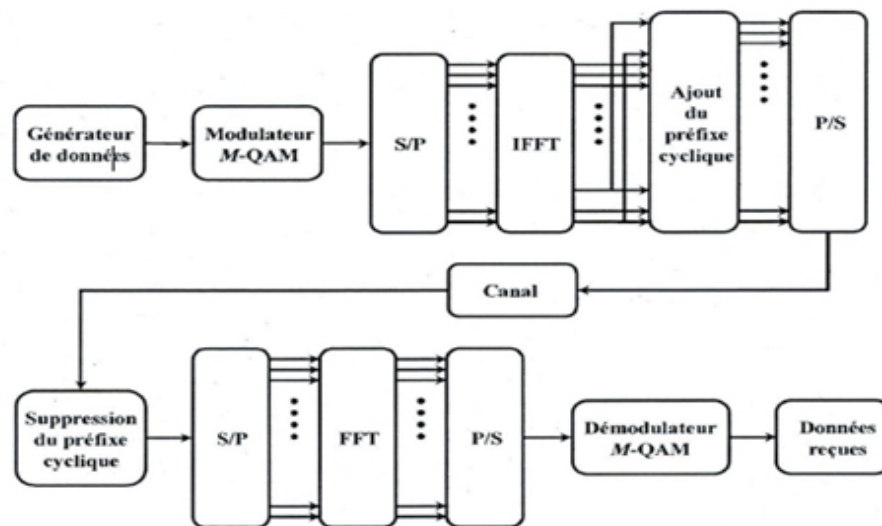 Générateur
de données
Modulateur
M-QAM
S/P
IFFT
Ajout
du
préfixe
cyclique
P/S
Canal
Suppression
du préfixe
cyclique
S/P
FFT
P/S
Démodulateur
M-QAM
Données
reçues